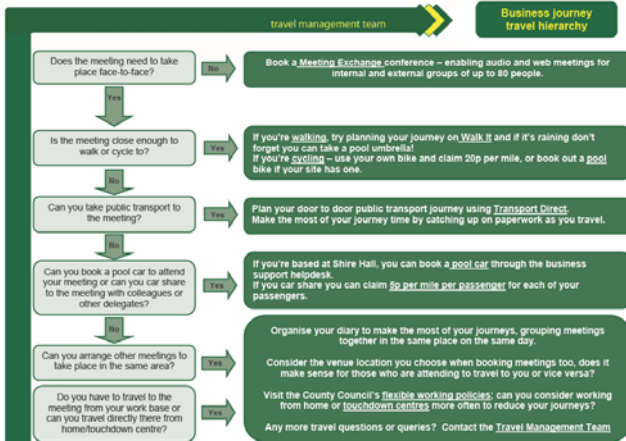 travel management team
Business journey
travel hierarchy
Does the meeting need to take
place face-to-face?
No
Book a Meeting Exchange conference – enabling audio and web meetings for
internal and external groups of up to 80 people.
Yes
Is the meeting close enough to
walk or cycle to?
Yes
If you're walking, try planning your journey on Walk It and if it's raining don't
forget you can take a pool umbrella!
If you're cycling – use your own bike and claim 20p per mile, or book out a pool
bike if your site has one.
No
Can you take public transport to
the meeting?
Yes
Plan your door to door public transport journey using Transport Direct.
Make the most of your journey time by catching up on paperwork as you travel.
No
Can you book a pool car to attend
your meeting or can you car share
to the meeting with colleagues or
other delegates?
Yes
If you're based at Shire Hall, you can book a pool car through the business
support helpdesk.
If you car share you can claim 5p per mile per passenger for each of your
passengers.
No
Can you arrange other meetings to
take place in the same area?
Yes
Organise your diary to make the most of your journeys, grouping meetings
together in the same place on the same day.
Consider the venue location you choose when booking meetings too, does it
make sense for those who are attending to travel to you or vice versa?
Do you have to travel to the
meeting from your work base or
can you travel directly there from
home/touchdown centre?
Yes
Visit the County Council's flexible working policies; can you consider working
from home or touchdown centres more often to reduce your journeys?
Any more travel questions or queries? Contact the Travel Management Team